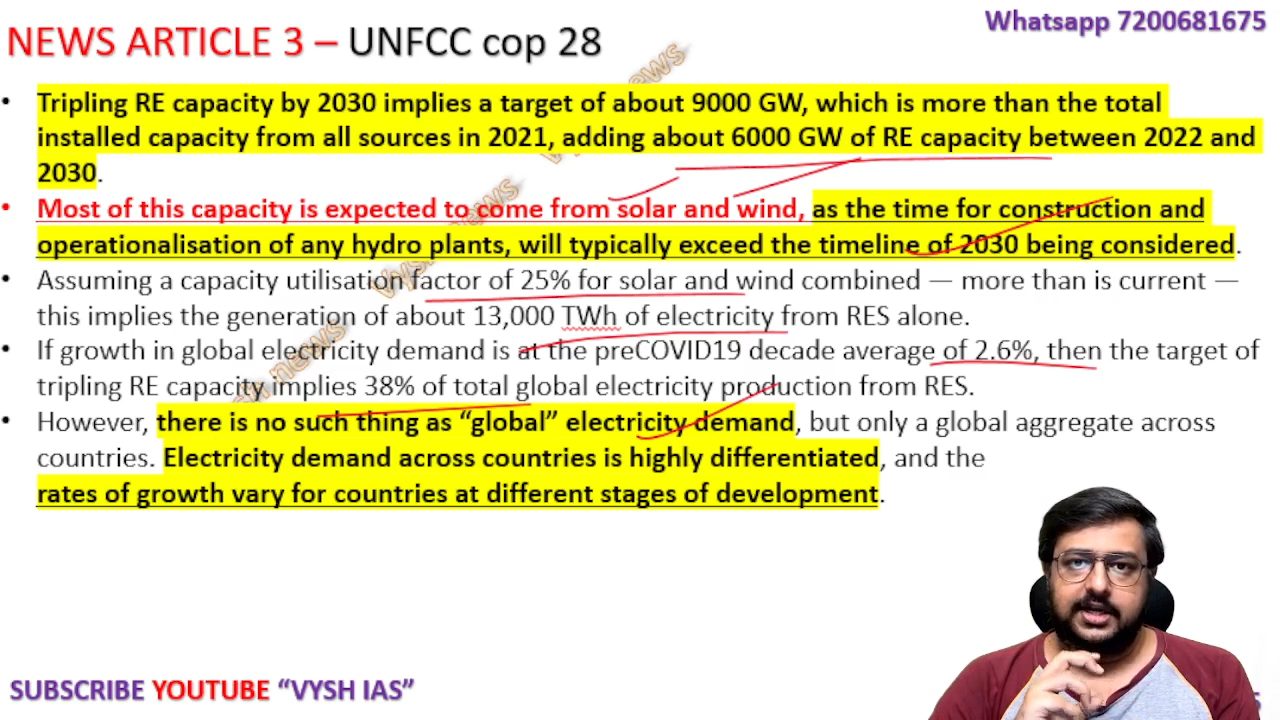 Whatsapp 7200681675
NEWS ARTICLE 3 – UNFCC cop 28
• Tripling RE capacity by 2030 implies a target of about 9000 GW, which is more than the total
installed capacity from all sources in 2021, adding about 6000 GW of RE capacity between 2022 and
2030.
• Most of this capacity is expected to come from solar and wind, as the time for construction and
operationalisation of any hydro plants, will typically exceed the timeline of 2030 being considered.
• Assuming a capacity utilisation factor of 25% for solar and wind combined — more than is current —
this implies the generation of about 13,000 TWh of electricity from RES alone.
• If growth in global electricity demand is at the preCOVID19 decade average of 2.6%, then the target of
tripling RE capacity implies 38% of total global electricity production from RES.
• However, there is no such thing as “global” electricity demand, but only a global aggregate across
countries. Electricity demand across countries is highly differentiated, and the
rates of growth vary for countries at different stages of development.
SUBSCRIBE YOUTUBE “VYSH IAS”